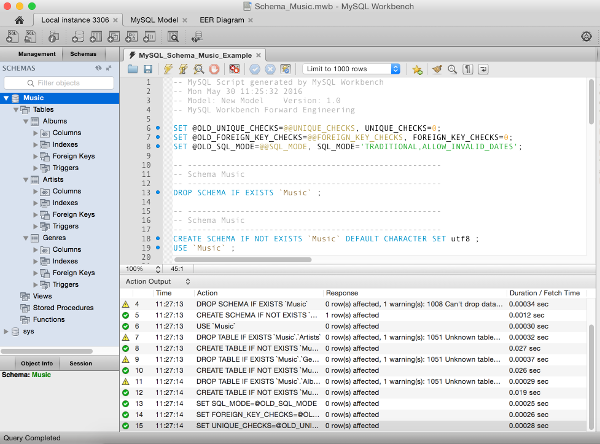 Schema_Music.mwb - MySQL Workbench
Local instance 3306 MySQL Model EER Diagram
Management Schemas
MySQL_Schema_Music_Example
SCHEMAS
Filter objects
Limit to 1000 rows
Music
Tables
Albums
Columns
Indexes
Foreign Keys
Triggers
Artists
Columns
Indexes
Foreign Keys
Triggers
Genres
Columns
Indexes
Foreign Keys
Triggers
Views
Stored Procedures
Functions
sys
1 -- MySQL Script generated by MySQL Workbench
2 -- Mon May 30 11:25:32 2016
3 -- Model: New Model    Version: 1.0
4 -- MySQL Workbench Forward Engineering
5
6 SET @OLD_UNIQUE_CHECKS=@@UNIQUE_CHECKS, UNIQUE_CHECKS=0;
7 SET @OLD_FOREIGN_KEY_CHECKS=@@FOREIGN_KEY_CHECKS, FOREIGN_KEY_CHECKS=0;
8 SET @OLD_SQL_MODE=@@SQL_MODE, SQL_MODE='TRADITIONAL,ALLOW_INVALID_DATES';
9
10 -- -----------------------------------------------------
11 -- Schema Music
12 -- -----------------------------------------------------
13 DROP SCHEMA IF EXISTS `Music` ;
14
15 -- -----------------------------------------------------
16 -- Schema Music
17 -- -----------------------------------------------------
18 CREATE SCHEMA IF NOT EXISTS `Music` DEFAULT CHARACTER SET utf8 ;
19 USE `Music` ;
20
100% 45:1
Action Output
Time Action Response Duration / Fetch Time
4 11:27:13 DROP SCHEMA IF EXISTS `Music` 0 row(s) affected, 1 warning(s): 1008 Can't drop data... 0.00034 sec
5 11:27:13 CREATE SCHEMA IF NOT EXISTS `... 1 row(s) affected 0.0012 sec
6 11:27:13 USE `Music` 0 row(s) affected 0.00030 sec
7 11:27:13 DROP TABLE IF EXISTS `Music`.`Artists` 0 row(s) affected, 1 warning(s): 1051 Unknown table... 0.00032 sec
8 11:27:13 CREATE TABLE IF NOT EXISTS `Mu... 0 row(s) affected 0.027 sec
9 11:27:13 DROP TABLE IF EXISTS `Music`.`Ge... 0 row(s) affected, 1 warning(s): 1051 Unknown table... 0.00037 sec
10 11:27:13 CREATE TABLE IF NOT EXISTS `Mu... 0 row(s) affected 0.026 sec
11 11:27:14 DROP TABLE IF EXISTS `Music`.`Alb... 0 row(s) affected, 1 warning(s): 1051 Unknown table... 0.00029 sec
12 11:27:14 CREATE TABLE IF NOT EXISTS `Mu... 0 row(s) affected 0.019 sec
13 11:27:14 SET SQL_MODE=@OLD_SQL_MODE 0 row(s) affected 0.00025 sec
14 11:27:14 SET FOREIGN_KEY_CHECKS=@OL... 0 row(s) affected 0.00026 sec
15 11:27:14 SET UNIQUE_CHECKS=@OLD_UNI... 0 row(s) affected 0.00028 sec
Object Info Session
Schema: Music
Query Completed